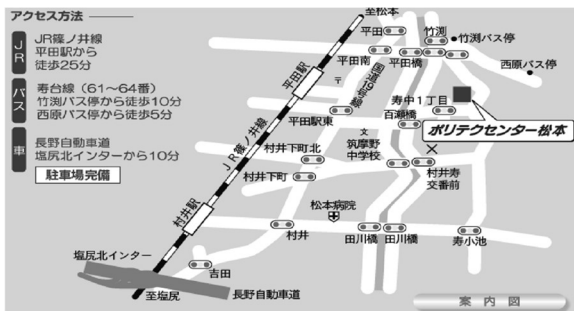 アクセス方法
JR
JR篠ノ井線
平田駅から
徒歩25分
バス
寿台線（61〜64番）
竹渕バス停から徒歩10分
西原バス停から徒歩5分
車
長野自動車道
塩尻北インターから10分
駐車場完備
至松本
平田
竹渕
竹渕バス停
平田南
平田橋
西原バス停
平田駅
〒
寿中1丁目
平田駅東
百瀬橋
ポリテクセンター松本
文
筑摩野
中学校
JR篠ノ井線
村井下町北
村井下町
村井寿
交番前
村井駅
松本病院
村井
田川橋
田川橋
寿小池
塩尻北インター
吉田
至塩尻
長野自動車道
案内図